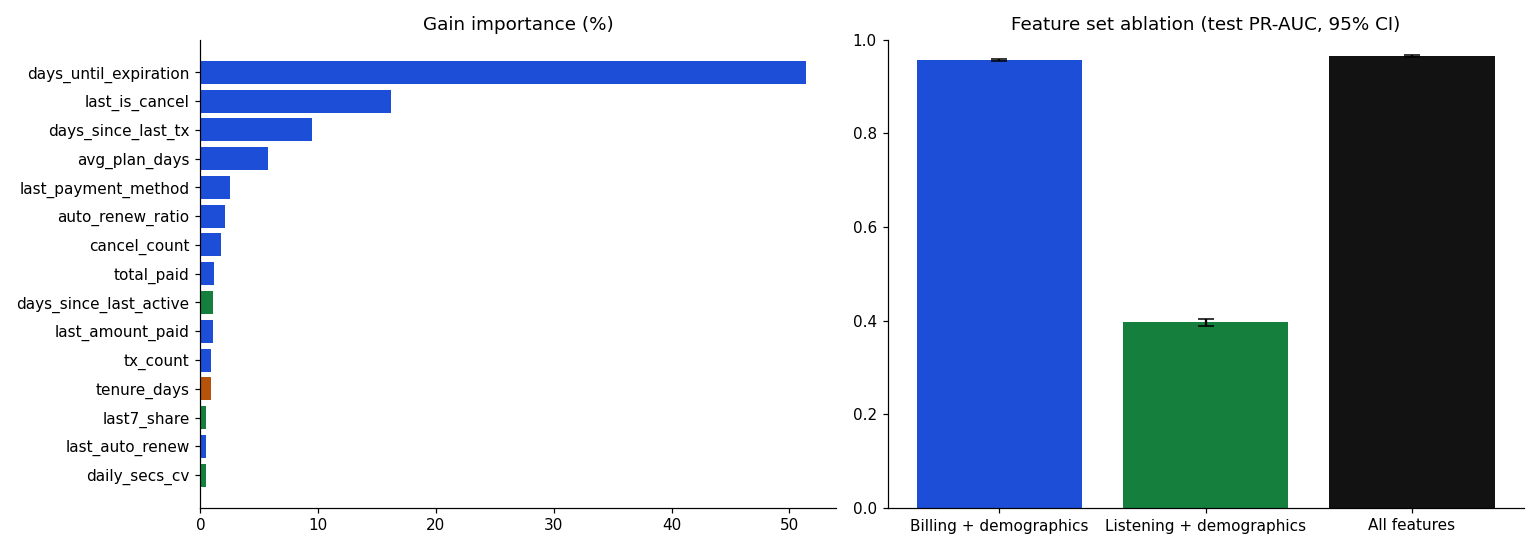 Gain importance (%)
days_until_expiration
last_is_cancel
days_since_last_tx
avg_plan_days
last_payment_method
auto_renew_ratio
cancel_count
total_paid
days_since_last_active
last_amount_paid
tx_count
tenure_days
last7_share
last_auto_renew
daily_secs_cv
0 10 20 30 40 50
Feature set ablation (test PR-AUC, 95% CI)
1.0
0.8
0.6
0.4
0.2
0.0
Billing + demographics Listening + demographics All features